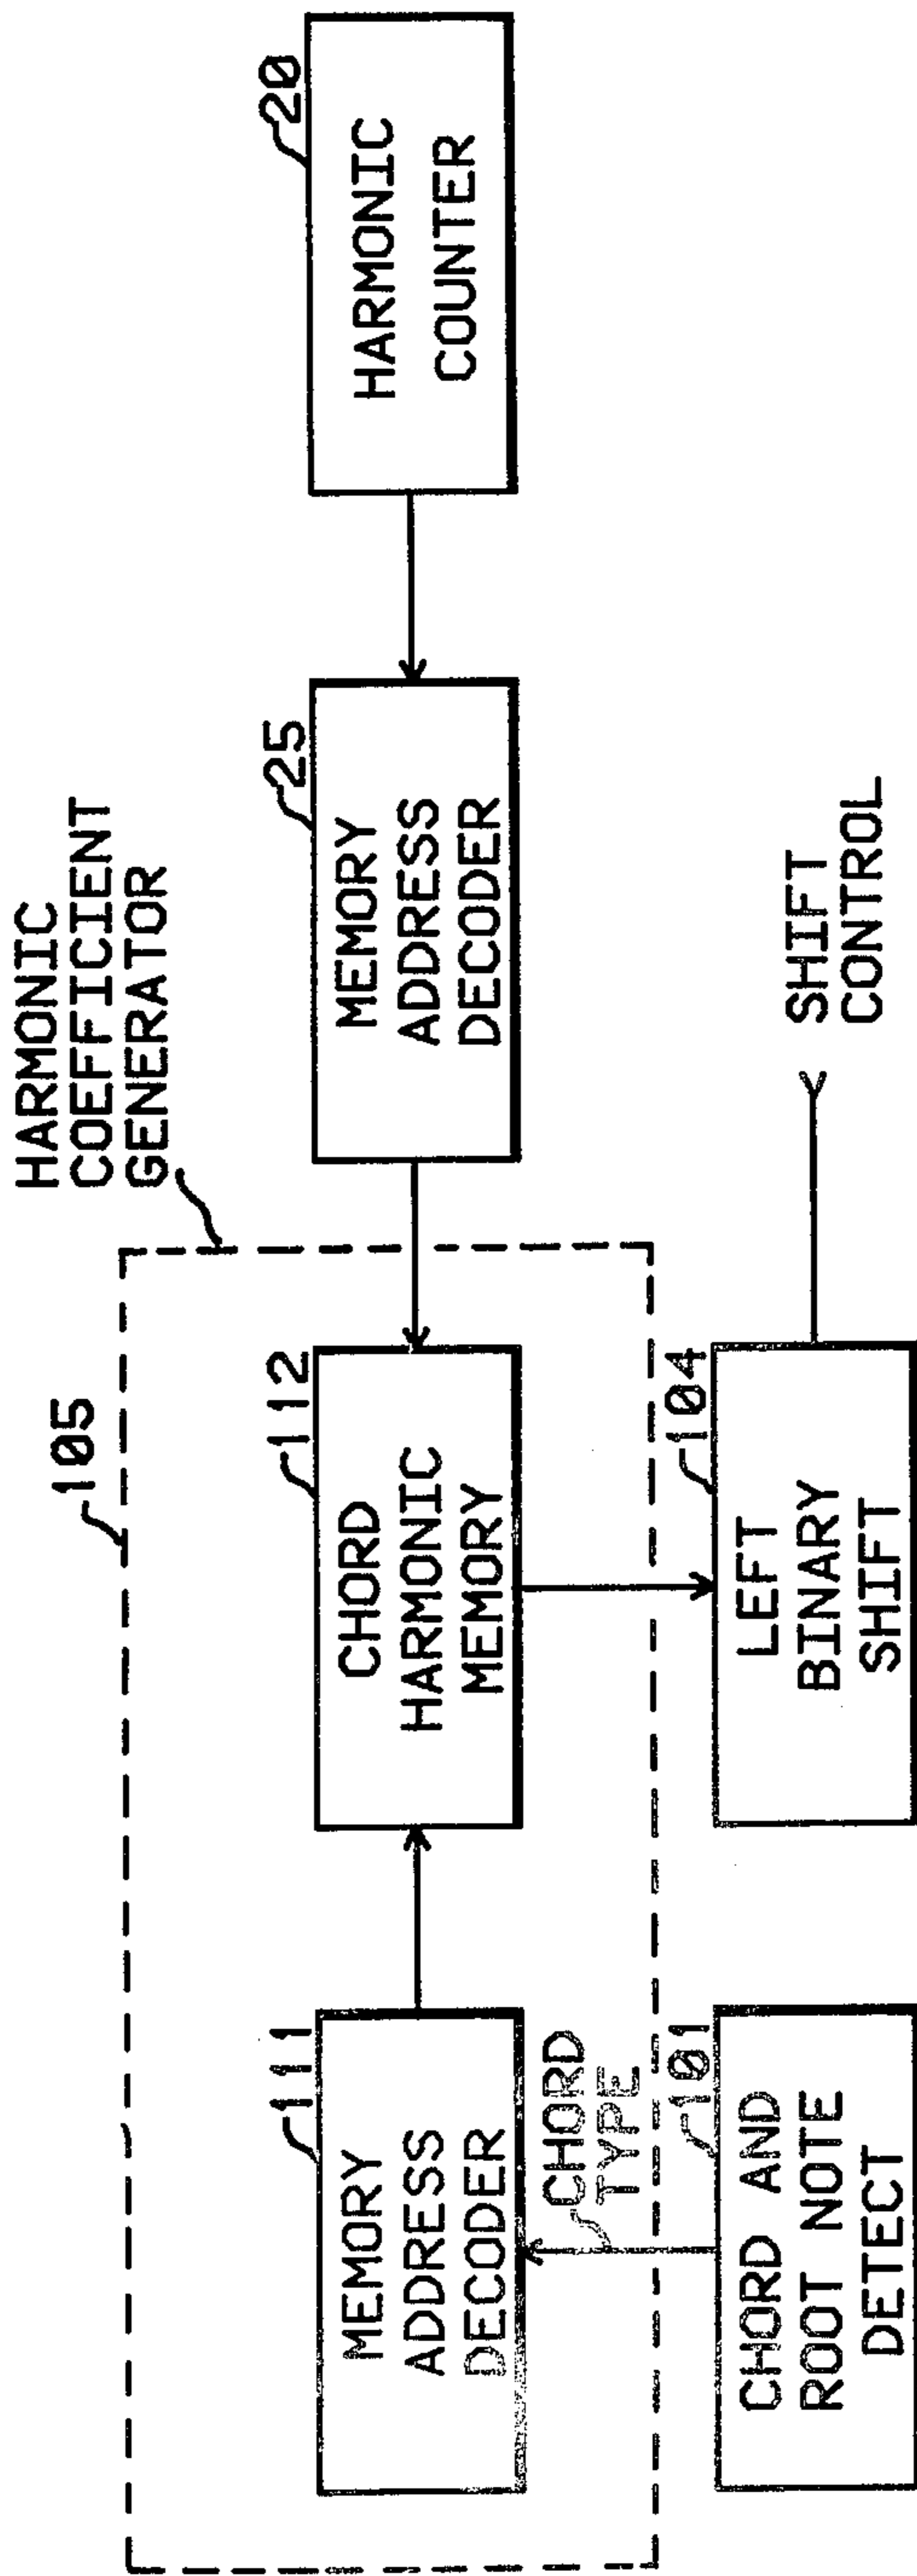 HARMONIC
COEFFICIENT
GENERATOR
105
111
MEMORY
ADDRESS
DECODER
112
CHORD
HARMONIC
MEMORY
25
MEMORY
ADDRESS
DECODER
20
HARMONIC
COUNTER
CHORD
TYPE
101
CHORD AND
ROOT NOTE
DETECT
104
LEFT
BINARY
SHIFT
SHIFT
CONTROL